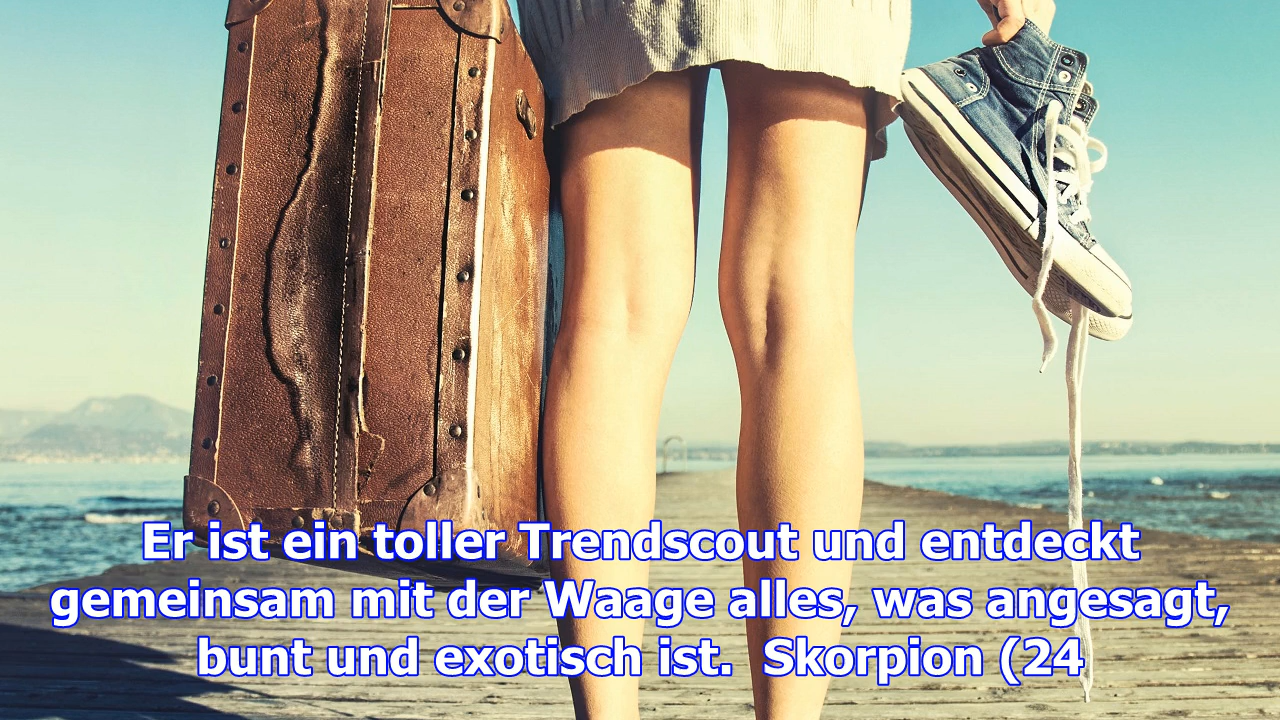 Er ist ein toller Trendscout und entdeckt
gemeinsam mit der Waage alles, was angesagt,
bunt und exotisch ist.  Skorpion (24